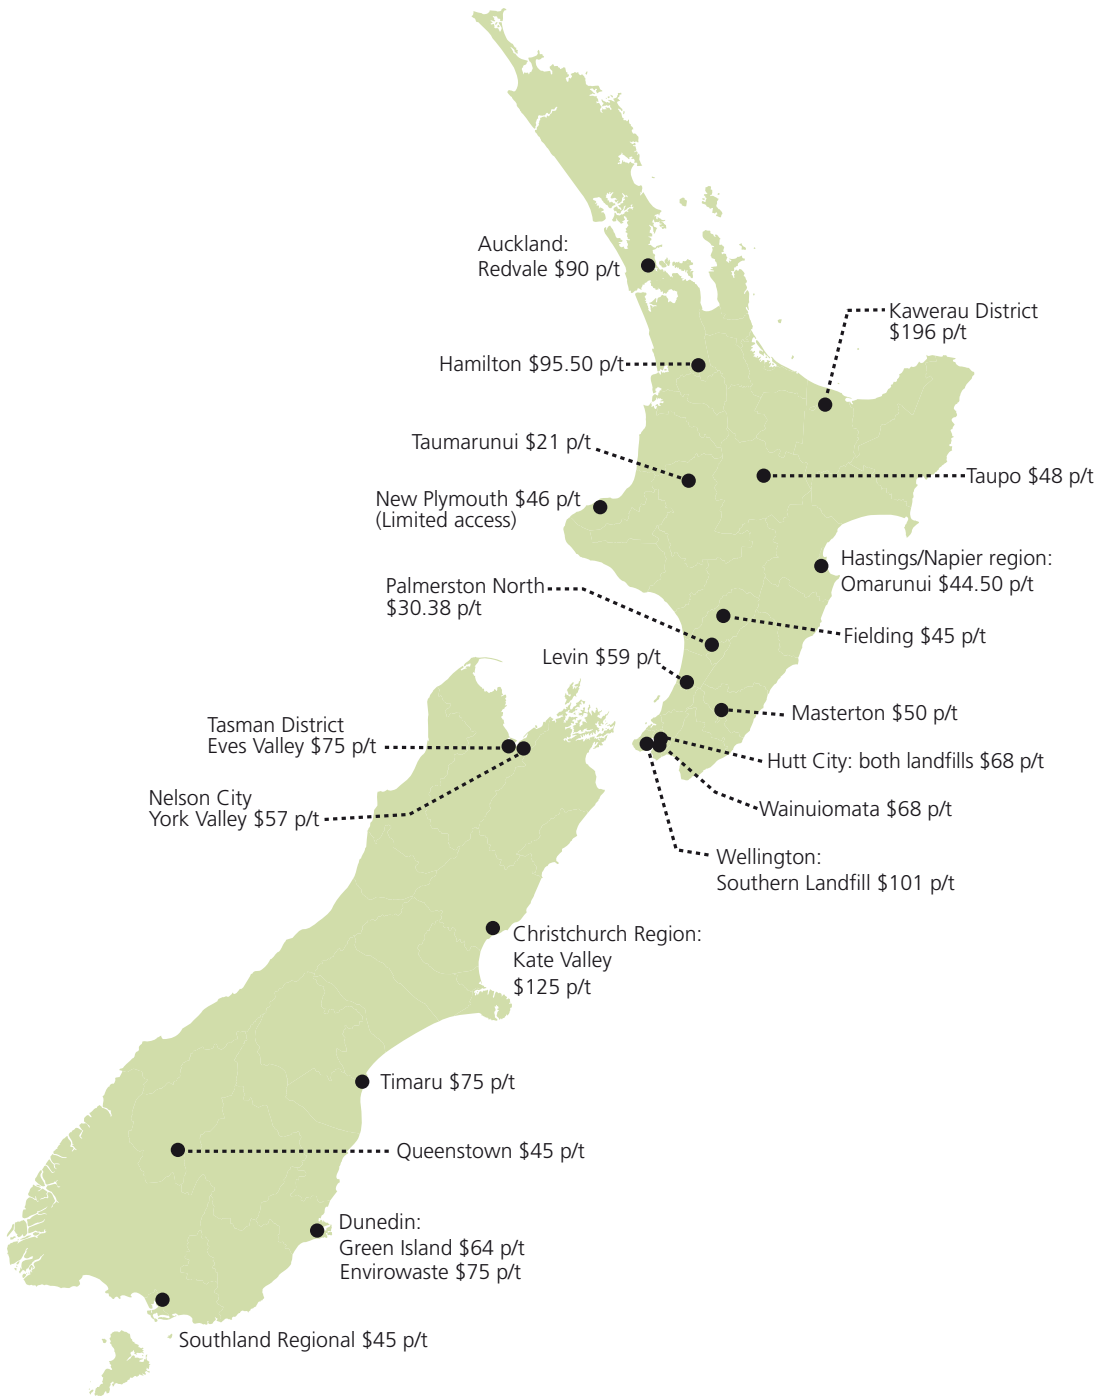 Auckland:
Redvale $90 p/t
Kawerau District
$196 p/t
Hamilton $95.50 p/t
Taumarunui $21 p/t
Taupo $48 p/t
New Plymouth $46 p/t
(Limited access)
Hastings/Napier region:
Omarunui $44.50 p/t
Palmerston North
$30.38 p/t
Fielding $45 p/t
Levin $59 p/t
Masterton $50 p/t
Tasman District
Eves Valley $75 p/t
Hutt City: both landfills $68 p/t
Nelson City
York Valley $57 p/t
Wainuiomata $68 p/t
Wellington:
Southern Landfill $101 p/t
Christchurch Region:
Kate Valley
$125 p/t
Timaru $75 p/t
Queenstown $45 p/t
Dunedin:
Green Island $64 p/t
Envirowaste $75 p/t
Southland Regional $45 p/t